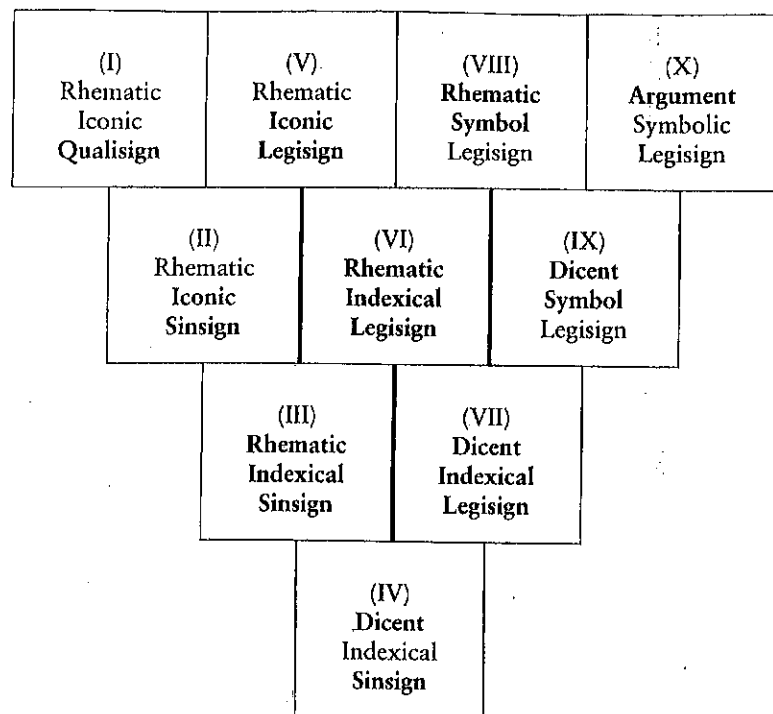 (I)
Rhematic
Iconic
Qualisign
(V)
Rhematic
Iconic
Legisign
(VIII)
Rhematic
Symbol
Legisign
(X)
Argument
Symbolic
Legisign
(II)
Rhematic
Iconic
Sinsign
(VI)
Rhematic
Indexical
Legisign
(IX)
Dicent
Symbol
Legisign
(III)
Rhematic
Indexical
Sinsign
(VII)
Dicent
Indexical
Legisign
(IV)
Dicent
Indexical
Sinsign